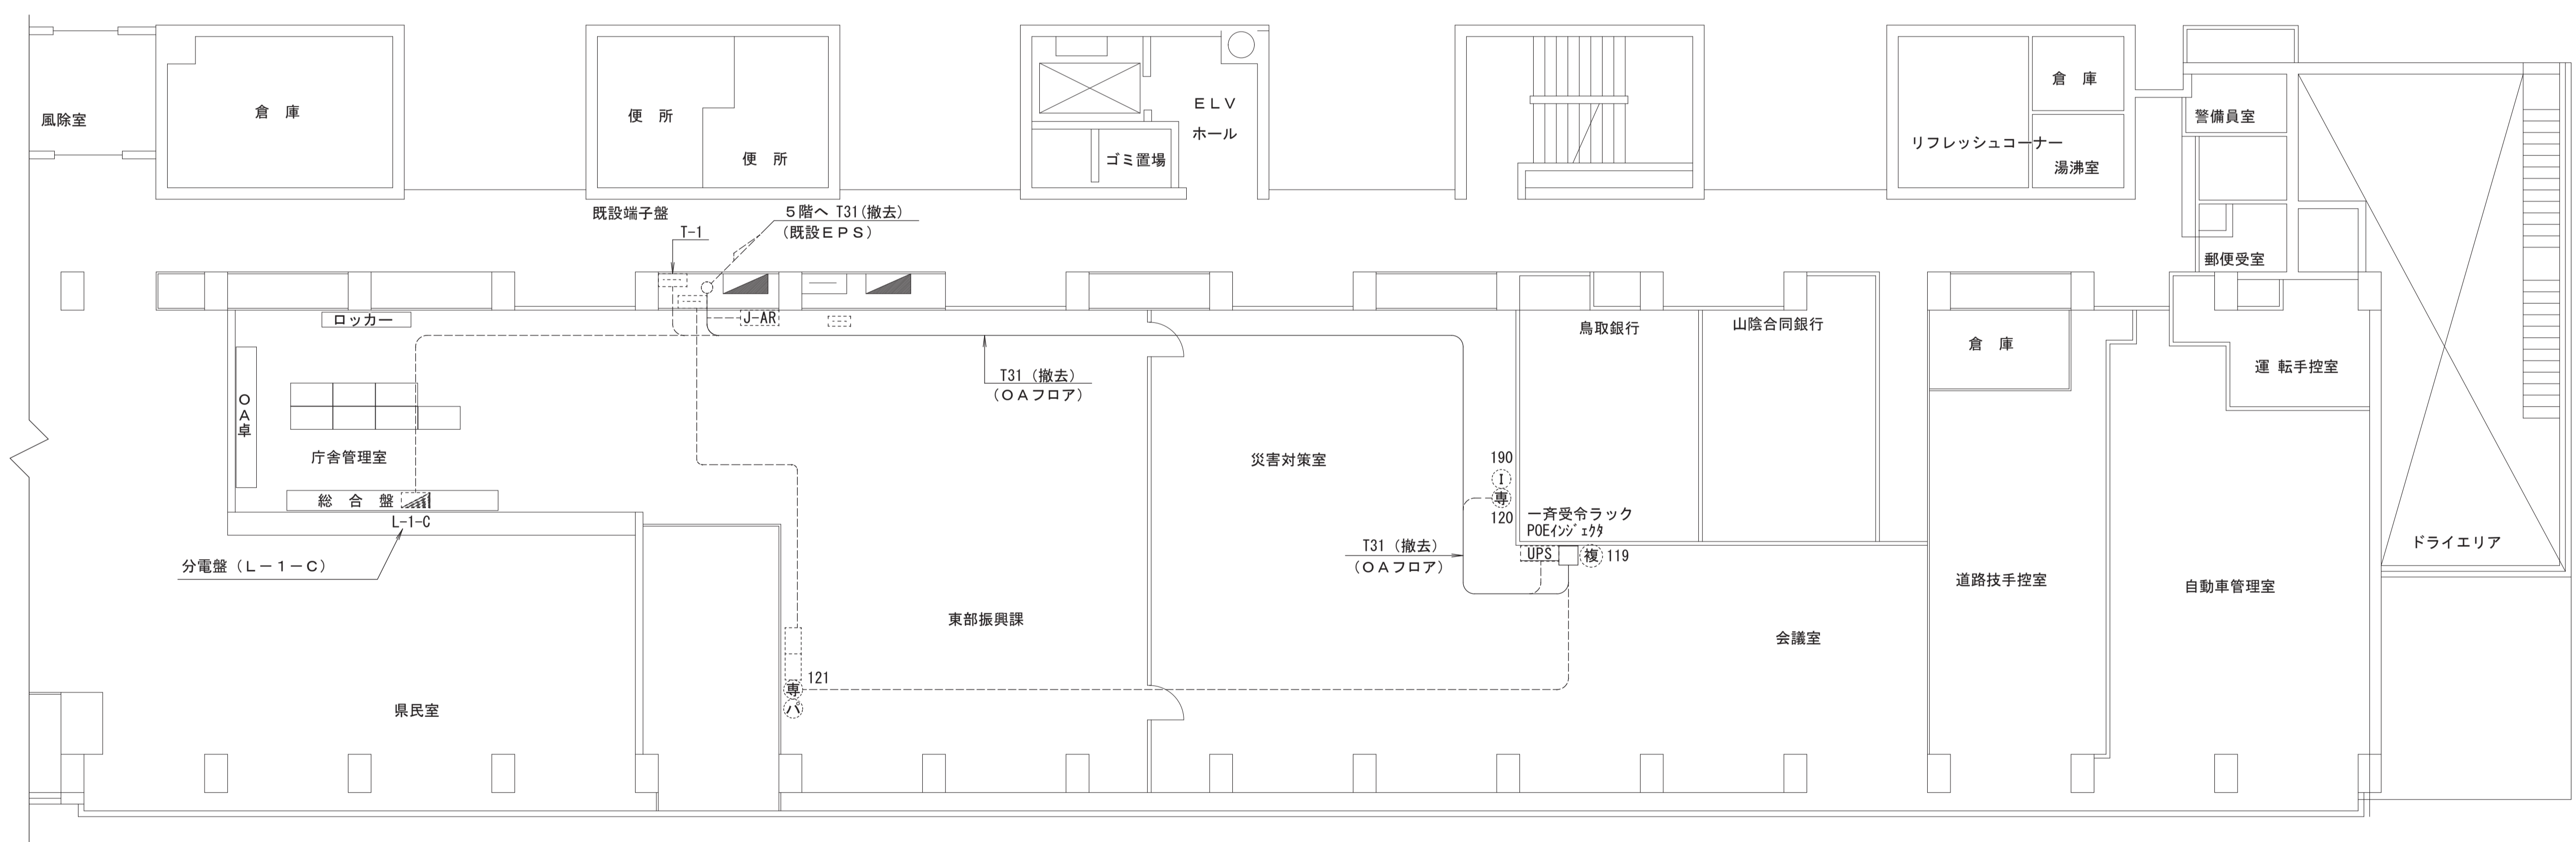 風除室
倉　庫
便　所
便　所
ＥＬＶ
ホール
ゴミ置場
リフレッシュコーナー
倉　庫
湯沸室
警備員室
郵便受室
既設端子盤
T-1
５階へ T31(撤去)
(既設ＥＰＳ)
ロッカー
J-AR
ＯＡ卓
T31 (撤去)
(ＯＡフロア)
庁舎管理室
総　合　盤
L-1-C
分電盤（Ｌ－１－Ｃ）
災害対策室
鳥取銀行
山陰合同銀行
倉　庫
運 転手控室
190
I
専
120
一斉受令ラック
POEｲﾝｼﾞｪｸﾀ
UPS
複 119
T31 (撤去)
(ＯＡフロア)
ドライエリア
道路技手控室
自動車管理室
東部振興課
会議室
121
専
パ
県民室